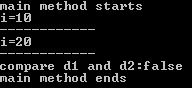 main method starts
i=10
------------
i=20
------------
compare d1 and d2:false
main method ends